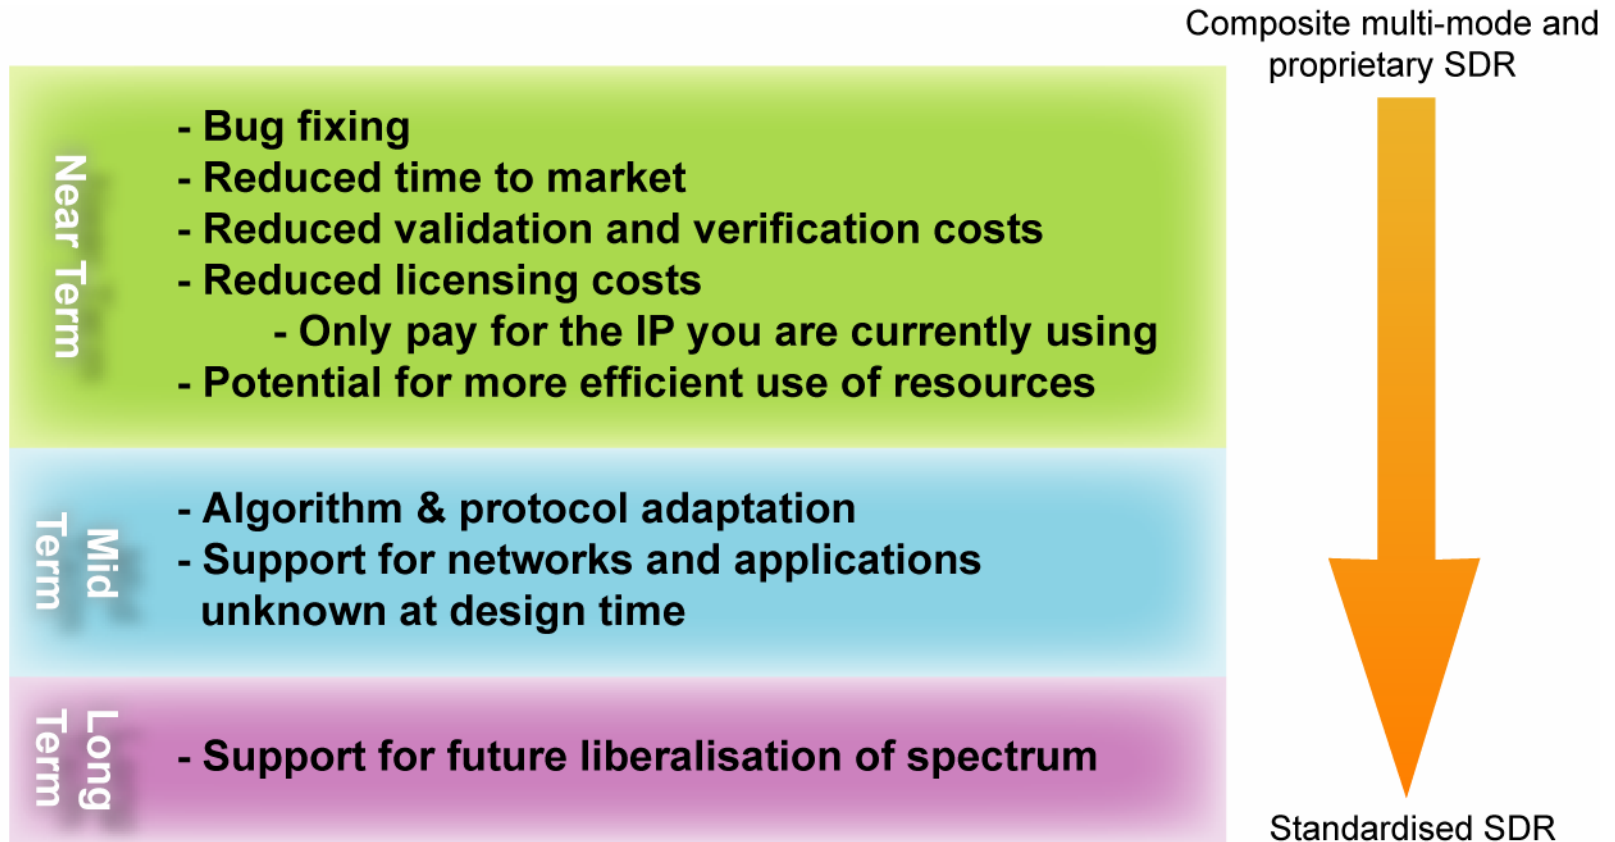 Composite multi-mode and
proprietary SDR
Near Term
- Bug fixing
- Reduced time to market
- Reduced validation and verification costs
- Reduced licensing costs
- Only pay for the IP you are currently using
- Potential for more efficient use of resources
Mid
Term
- Algorithm & protocol adaptation
- Support for networks and applications
unknown at design time
Long
Term
- Support for future liberalisation of spectrum
Standardised SDR